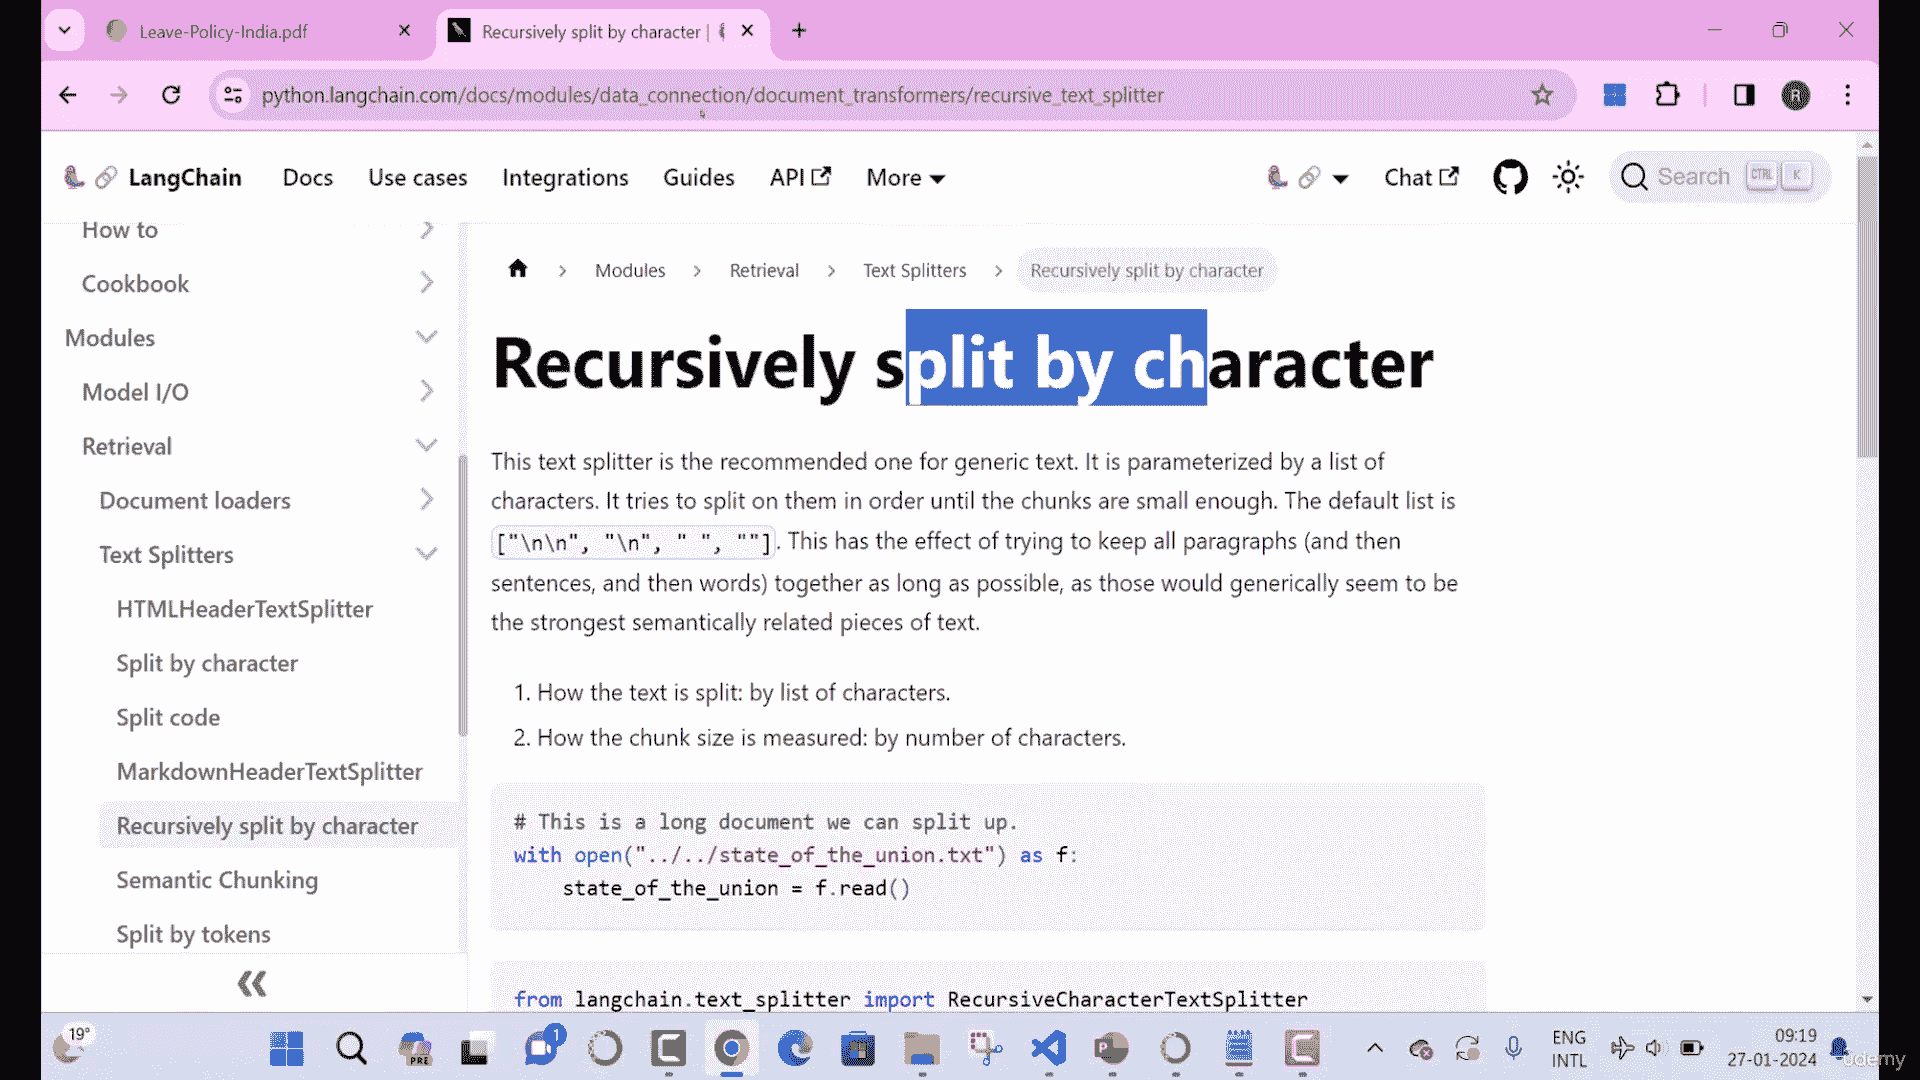 Leave-Policy-India.pdf
Recursively split by character |
python.langchain.com/docs/modules/data_connection/document_transformers/recursive_text_splitter
R
LangChain Docs Use cases Integrations Guides API More Chat Search CTRL K
How to
Cookbook
Modules
Model I/O
Retrieval
Document loaders
Text Splitters
HTMLHeaderTextSplitter
Split by character
Split code
MarkdownHeaderTextSplitter
Recursively split by character
Semantic Chunking
Split by tokens
Modules > Retrieval > Text Splitters > Recursively split by character
Recursively split by character
This text splitter is the recommended one for generic text. It is parameterized by a list of
characters. It tries to split on them in order until the chunks are small enough. The default list is
["\n\n", "\n", " ", ""]. This has the effect of trying to keep all paragraphs (and then
sentences, and then words) together as long as possible, as those would generically seem to be
the strongest semantically related pieces of text.
1. How the text is split: by list of characters.
2. How the chunk size is measured: by number of characters.
# This is a long document we can split up.
with open("../../state_of_the_union.txt") as f:
    state_of_the_union = f.read()
from langchain.text_splitter import RecursiveCharacterTextSplitter
19°
PRE
1
ENG
INTL
09:19
27-01-2024
udemy